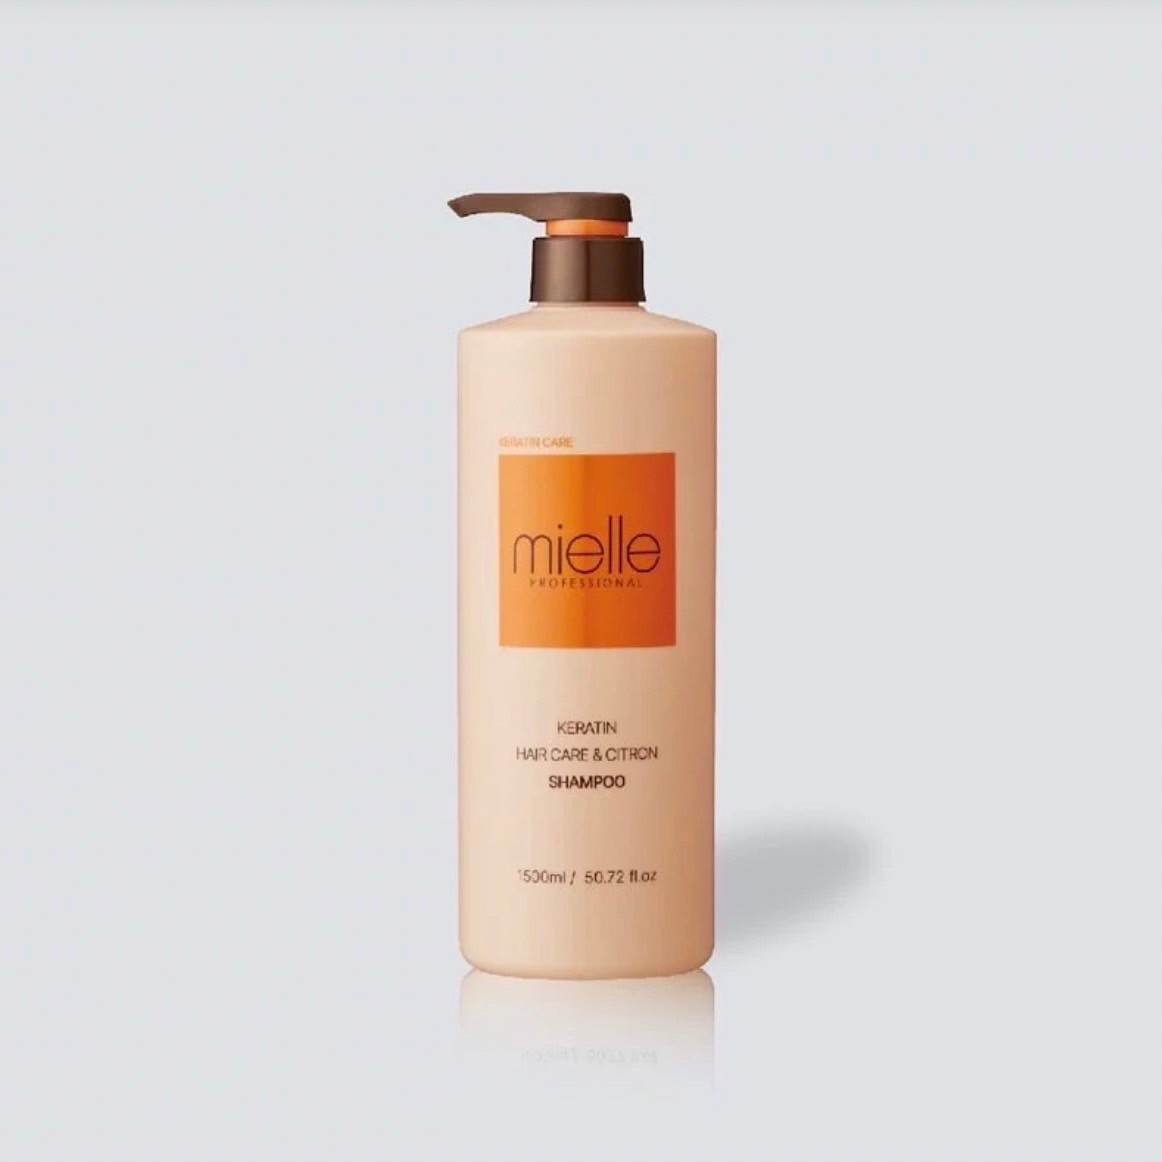 KERATIN CARE
mielle
PROFESSIONAL
KERATIN
HAIR CARE & CITRON
SHAMPOO
1500ml / 50.72 fl.oz